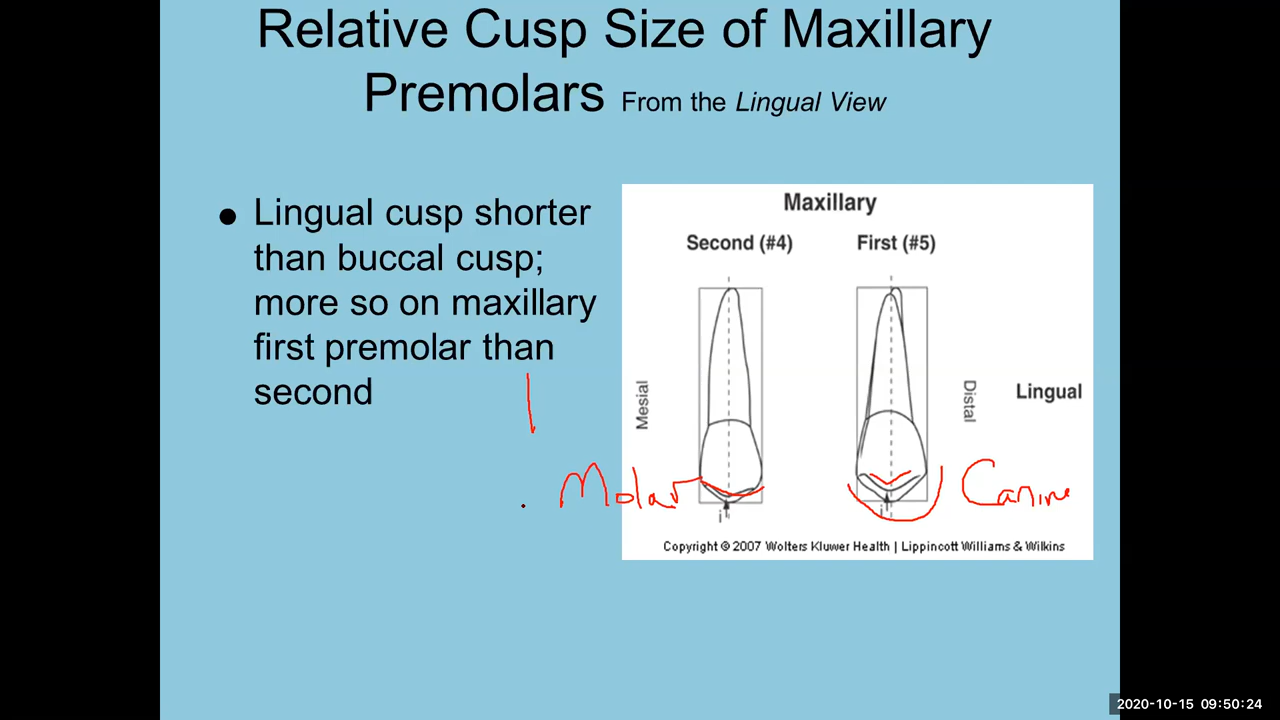 Relative Cusp Size of Maxillary
Premolars From the Lingual View
● Lingual cusp shorter
than buccal cusp;
more so on maxillary
first premolar than
second
Maxillary
Second (#4)
First (#5)
Mesial
Distal
Lingual
Molar
Canine
i
i
Copyright © 2007 Wolters Kluwer Health | Lippincott Williams & Wilkins
2020-10-15 09:50:24